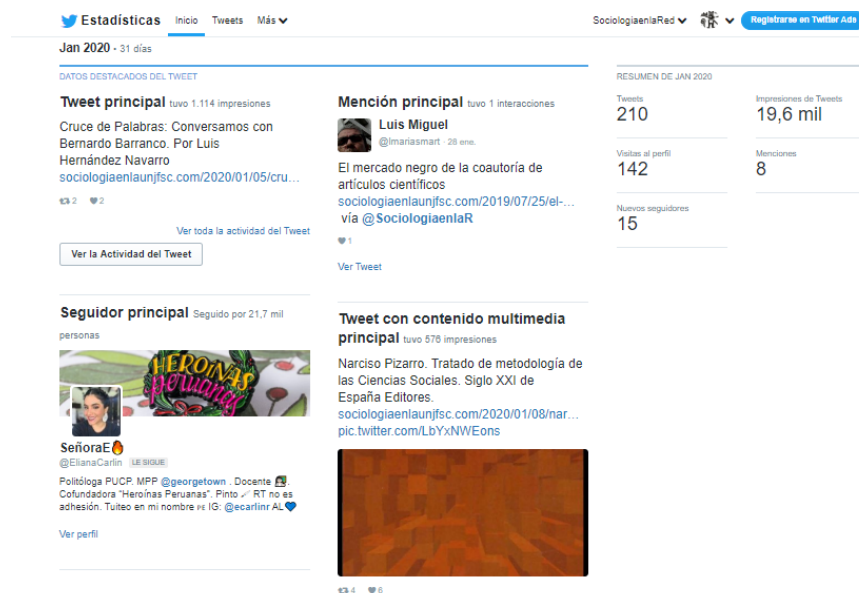 Estadísticas Inicio Tweets Más
SociologiaenlaRed
Registrarse en Twitter Ads
Jan 2020 - 31 días
DATOS DESTACADOS DEL TWEET
Tweet principal tuvo 1.114 impresiones
Cruce de Palabras: Conversamos con
Bernardo Barranco. Por Luis
Hernández Navarro
sociologiaenlaunjfsc.com/2020/01/05/cru…
2 2
Ver toda la actividad del Tweet
Ver la Actividad del Tweet
Mención principal tuvo 1 interacciones
Luis Miguel
@lmariasmart · 28 ene.
El mercado negro de la coautoría de
artículos científicos
sociologiaenlaunjfsc.com/2019/07/25/el-…
vía @SociologiaenlaR
1
Ver Tweet
Seguidor principal Seguido por 21,7 mil
personas
HEROINAS
Peruanas
SeñoraE🔥
@ElianaCarlin LE SIGUE
Politóloga PUCP. MPP @georgetown . Docente
Cofundadora "Heroínas Peruanas". Pinto RT no es
adhesión. Tuiteo en mi nombre PE IG: @ecarlinr AL💙
Ver perfil
Tweet con contenido multimedia
principal tuvo 576 impresiones
Narciso Pizarro. Tratado de metodología de
las Ciencias Sociales. Siglo XXI de
España Editores.
sociologiaenlaunjfsc.com/2020/01/08/nar…
pic.twitter.com/LbYxNWEons
4 6
RESUMEN DE JAN 2020
Tweets
210
Impresiones de Tweets
19,6 mil
Visitas al perfil
142
Menciones
8
Nuevos seguidores
15